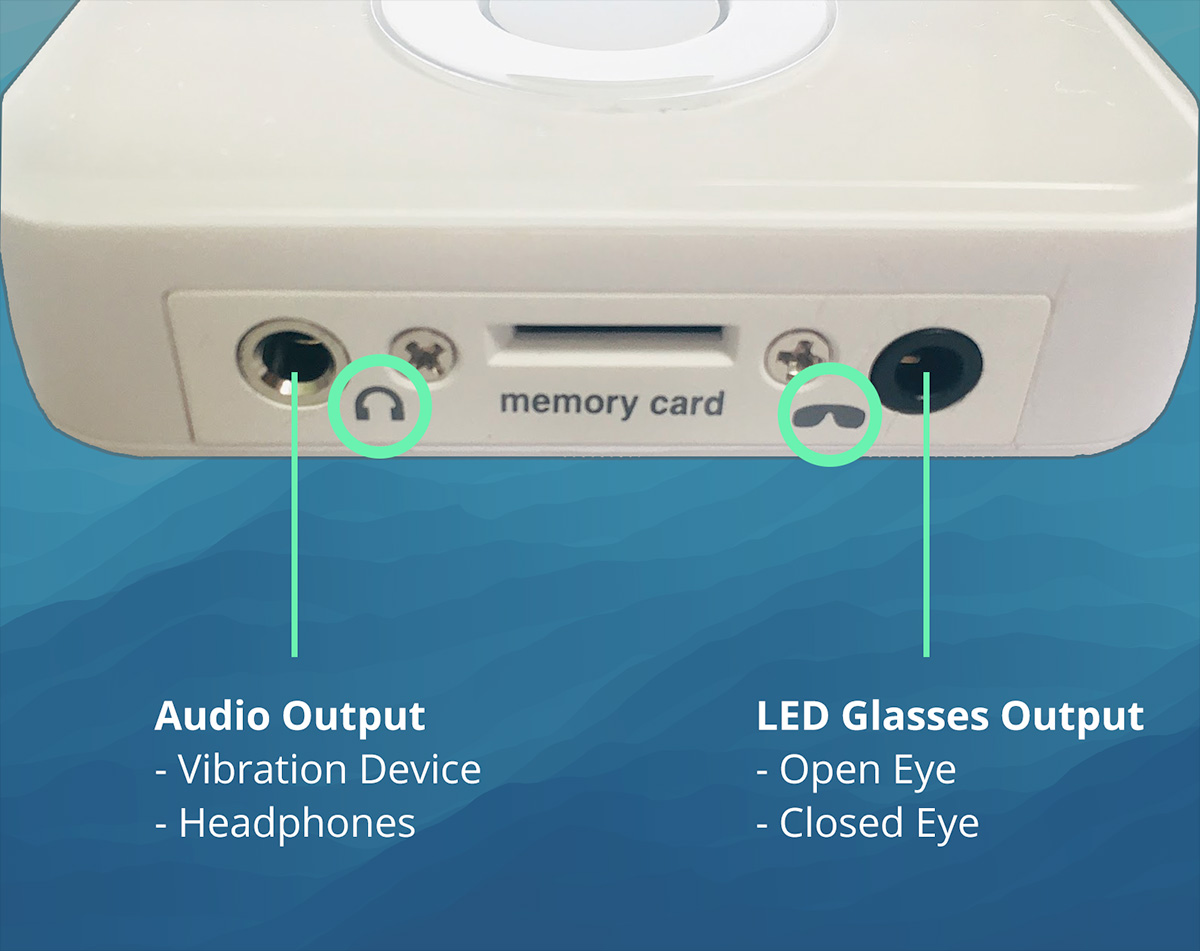 memory card
Audio Output
- Vibration Device
- Headphones
LED Glasses Output
- Open Eye
- Closed Eye